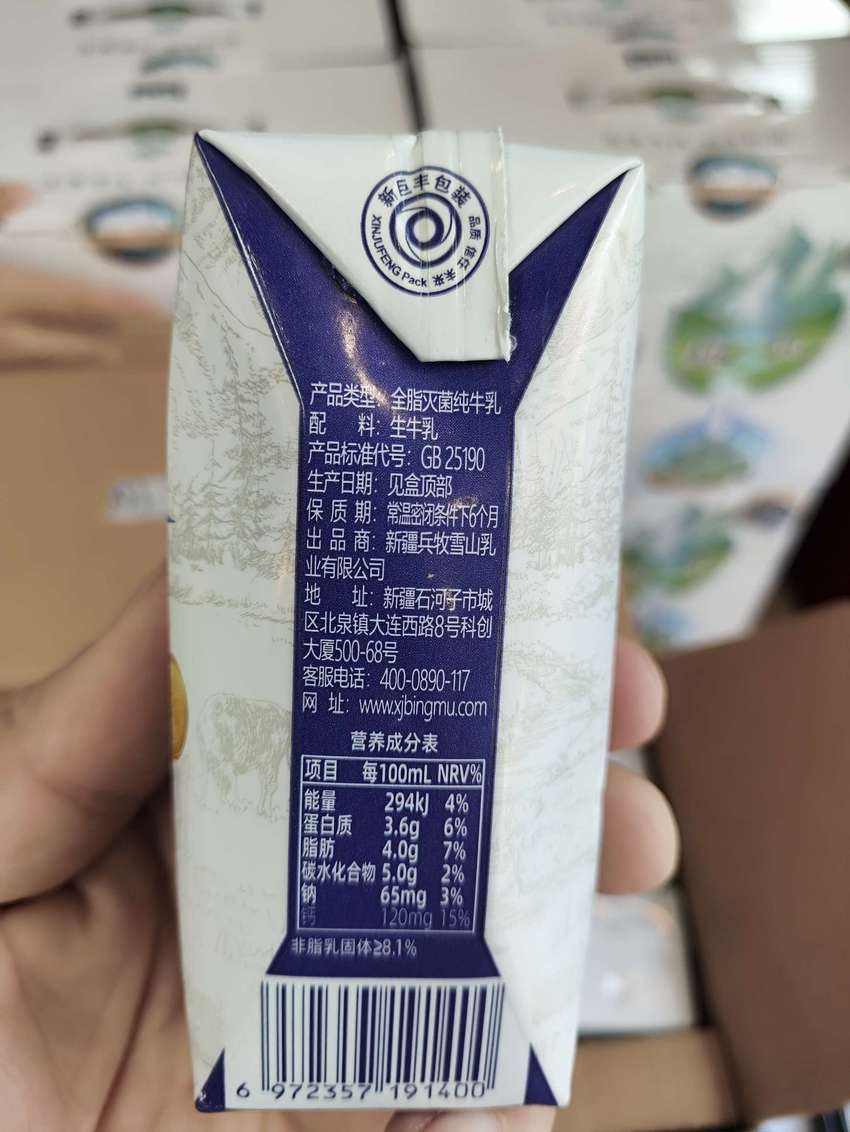 新巨丰包装
品质 信任 未来
XINJUFENG Pack
产品类型：全脂灭菌纯牛乳
配　料：生牛乳
产品标准代号：GB 25190
生产日期：见盒顶部
保 质 期：常温密闭条件下6个月
出 品 商：新疆兵牧雪山乳
业有限公司
地　址：新疆石河子市城
区北泉镇大连西路8号科创
大厦500-68号
客服电话：400-0890-117
网 址：www.xjbingmu.com
营养成分表
项目 每100mL NRV%
能量 294kJ 4%
蛋白质 3.6g 6%
脂肪 4.0g 7%
碳水化合物 5.0g 2%
钠 65mg 3%
钙 120mg 15%
非脂乳固体≥8.1%
6 972357 191400